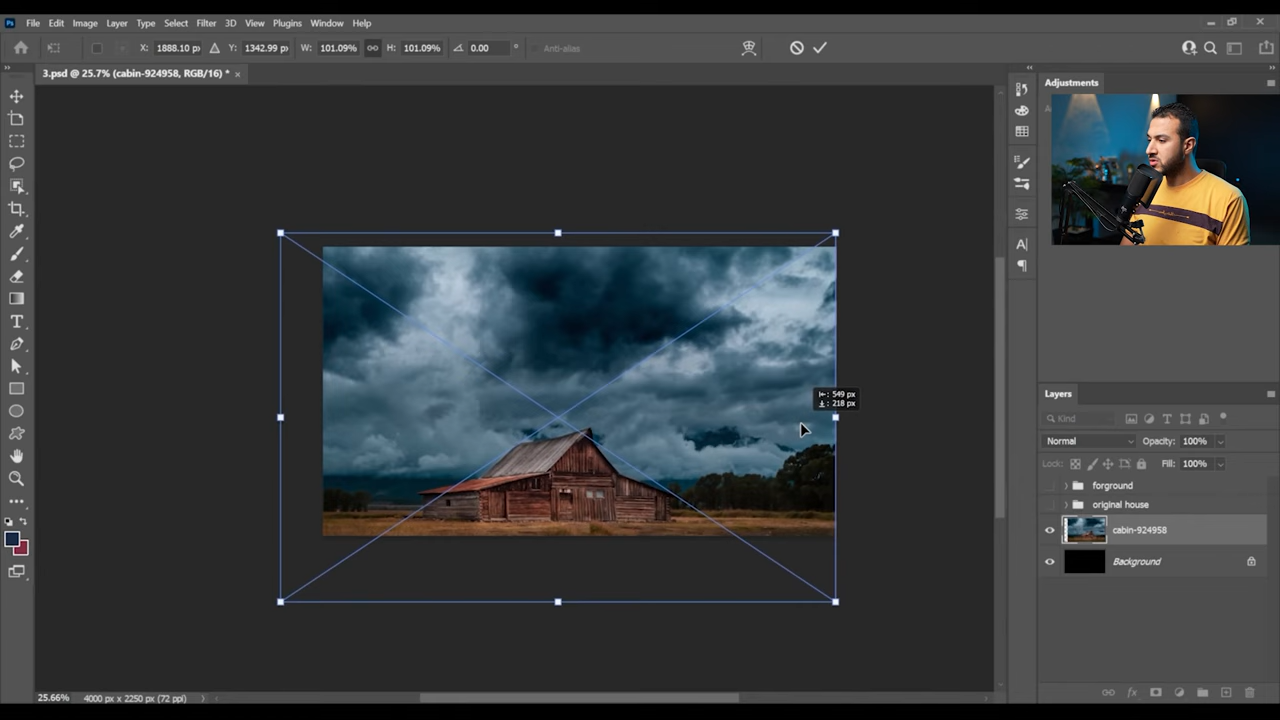 Ps File Edit Image Layer Type Select Filter 3D View Plugins Window Help
X: 1888.10 px Y: 1342.99 px W: 101.09% H: 101.09% 0.00 ° Anti-alias
3.psd @ 25.7% (cabin-924958, RGB/16) * ×
Adjustments
549 px
218 px
Layers
Kind
Normal Opacity: 100%
Lock: Fill: 100%
forground
original house
cabin-924958
Background
25.66% 4000 px x 2250 px (72 ppi)